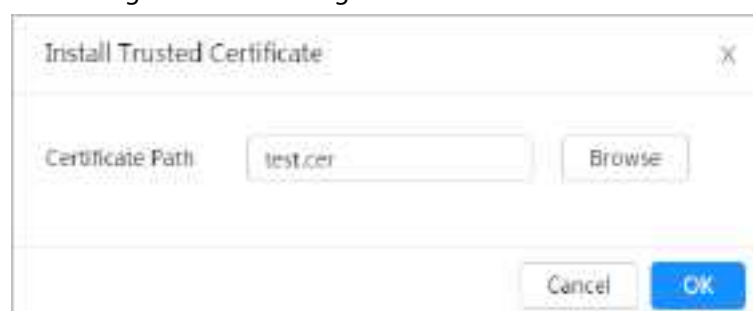 Install Trusted Certificate X
Certificate Path test.cer Browse
Cancel OK